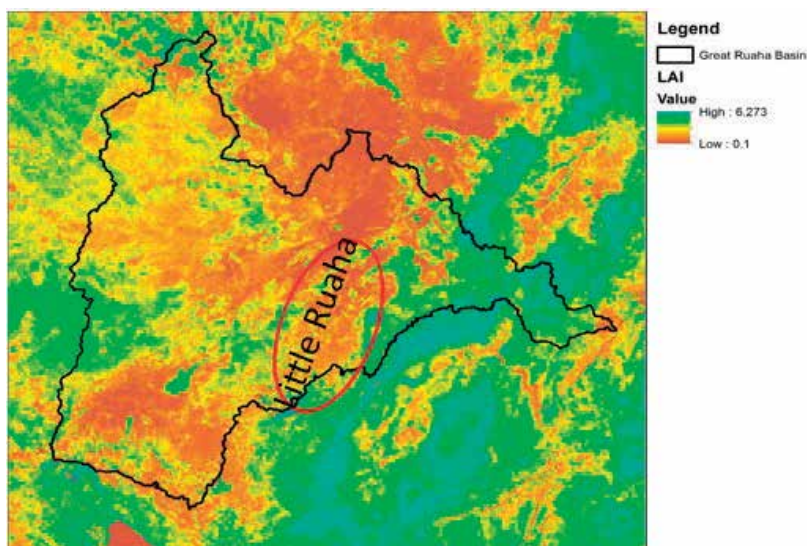 Legend
Great Ruaha Basin
LAI
Value
High : 6,273
Low : 0.1
Little Ruaha